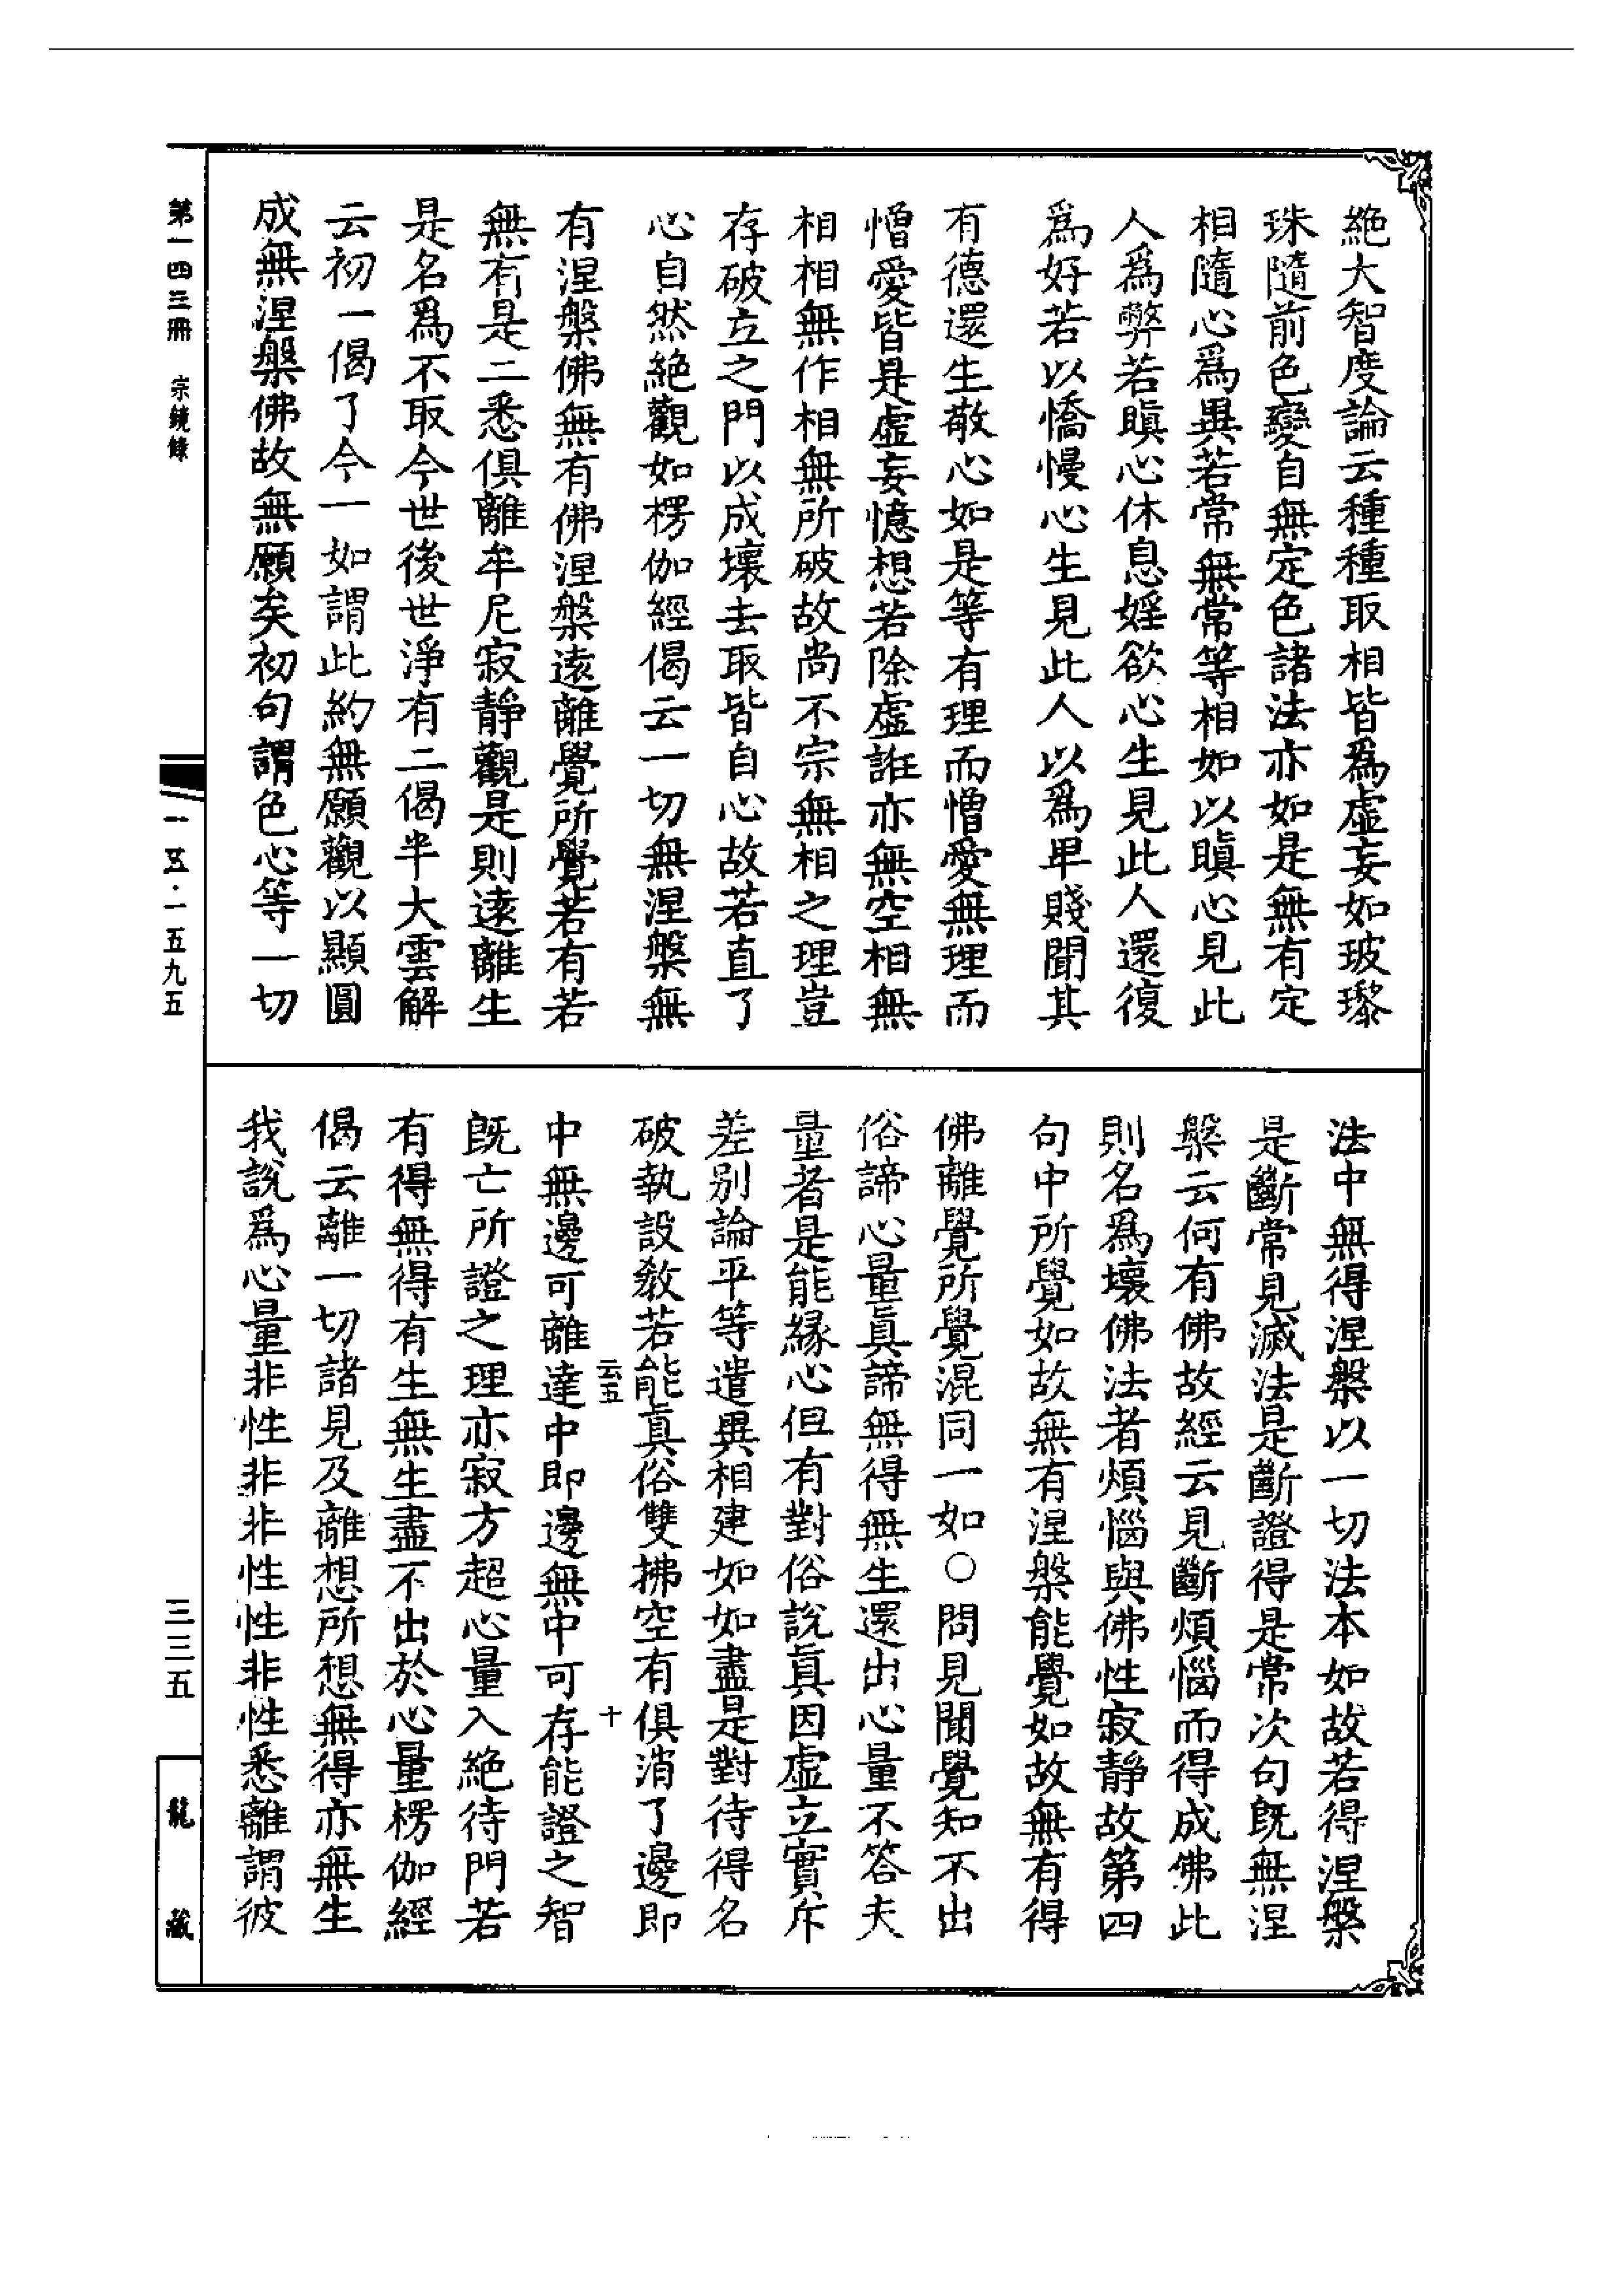 絶大智度論云種種取相皆爲虛妄如玻瓈
珠隨前色變自無定色諸法亦如是無有定
相隨心爲異若常無常等相如以瞋心見此
人爲弊若瞋心休息婬欲心生見此人還復
爲好若以憍慢心生見此人以爲卑賤聞其
有德還生敬心如是等有理而憎愛無理而
憎愛皆是虛妄憶想若除虛誑亦無空相無
相相無作相無所破故尚不宗無相之理豈
存破立之門以成壞去取皆自心故若直了
心自然絶觀如楞伽經偈云一切無涅槃無
有涅槃佛無有佛涅槃遠離覺所覺若有若
無有是二悉俱離牟尼寂靜觀是則遠離生
是名爲不取今世後世淨有二偈半大雲解
云初一偈了今一如謂此約無願觀以顯圓
成無涅槃佛故無願矣初句謂色心等一切
法中無得涅槃以一切法本如故若得涅槃
是斷常見滅法是斷證得是常次句旣無涅
槃云何有佛故經云見斷煩惱而得成佛此
則名爲壞佛法者煩惱與佛性寂靜故第四
句中所覺如故無有涅槃能覺如故無有得
佛離覺所覺混同一如○問見聞覺知不出
俗諦心量眞諦無得無生還出心量不答夫
量者是能緣心但有對俗說眞因虛立實斥
差別論平等遣異相建如如盡是對待得名
破執設敎若能眞俗雙拂空有俱消了邊即
云五
十
中無邊可離達中即邊無中可存能證之智
旣亡所證之理亦寂方超心量入絶待門若
有得無得有生無生盡不出於心量楞伽經
偈云離一切諸見及離想所想無得亦無生
我說爲心量非性非非性性非性悉離謂彼
第一四三冊 宗鏡錄
一五·一五九五
三三五
龍藏